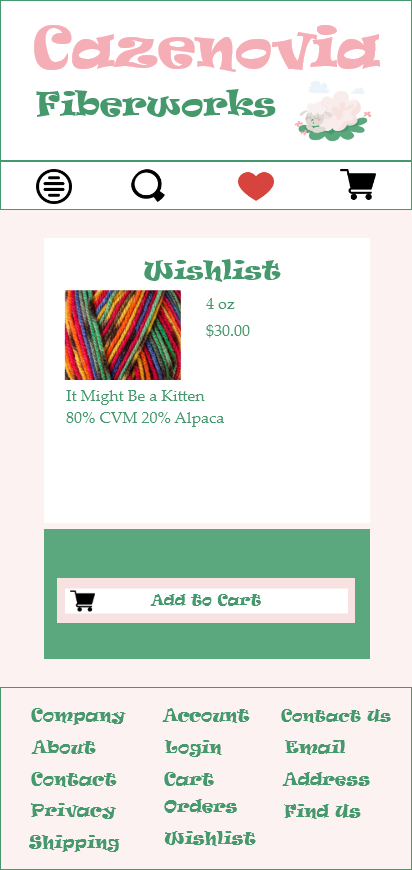 Cazenovia
Fiberworks
Wishlist
4 oz
$30.00
It Might Be a Kitten
80% CVM 20% Alpaca
Add to Cart
Company
About
Contact
Privacy
Shipping
Account
Login
Cart
Orders
Wishlist
Contact Us
Email
Address
Find Us